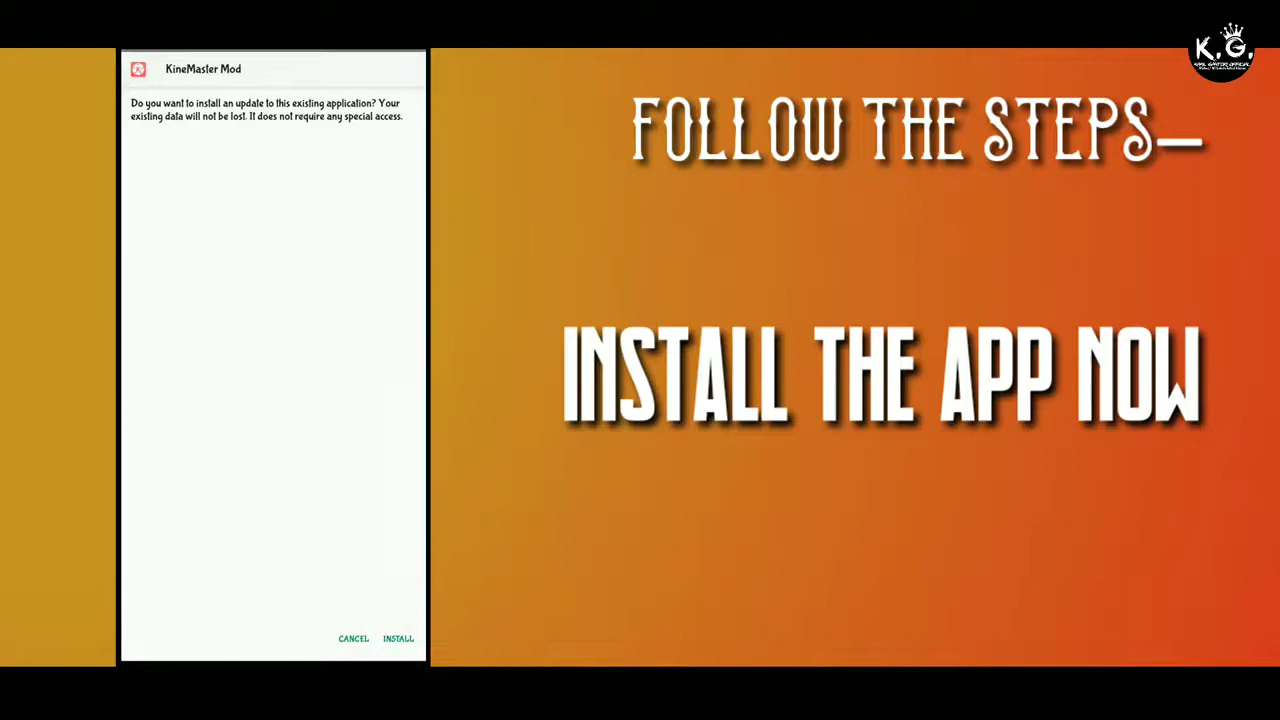 K.G.
KineMaster Mod
Do you want to install an update to this existing application? Your
existing data will not be lost. It does not require any special access.
CANCEL INSTALL
FOLLOW THE STEPS—
INSTALL THE APP NOW